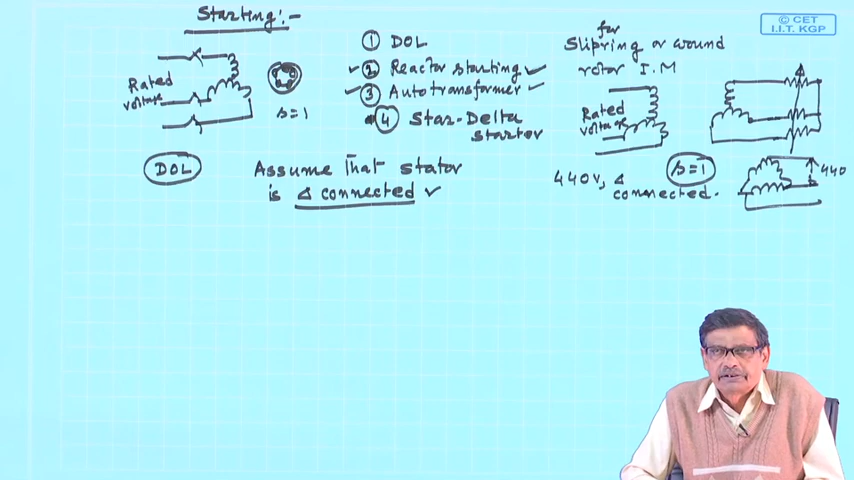 Starting:-
© CET
I.I.T. KGP
① DOL
② Reactor starting
③ Autotransformer
④ Star-Delta
starter
Rated
voltage
s=1
for
Slipring or wound
rotor I.M
Rated
voltage
s=1
440V, Δ
connected.
440
DOL
Assume that stator
is Δ connected